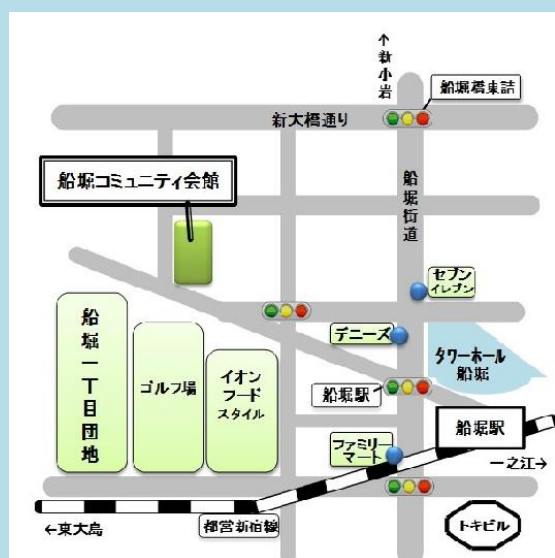 ↑新小岩
船堀橋東詰
新大橋通り
船堀コミュニティ会館
船堀街道
セブン
イレブン
デニーズ
タワーホール
船堀
船堀一丁目団地
ゴルフ場
イオン
フード
スタイル
船堀駅
船堀駅
ファミリー
マート
一之江→
←東大島
都営新宿線
トキビル